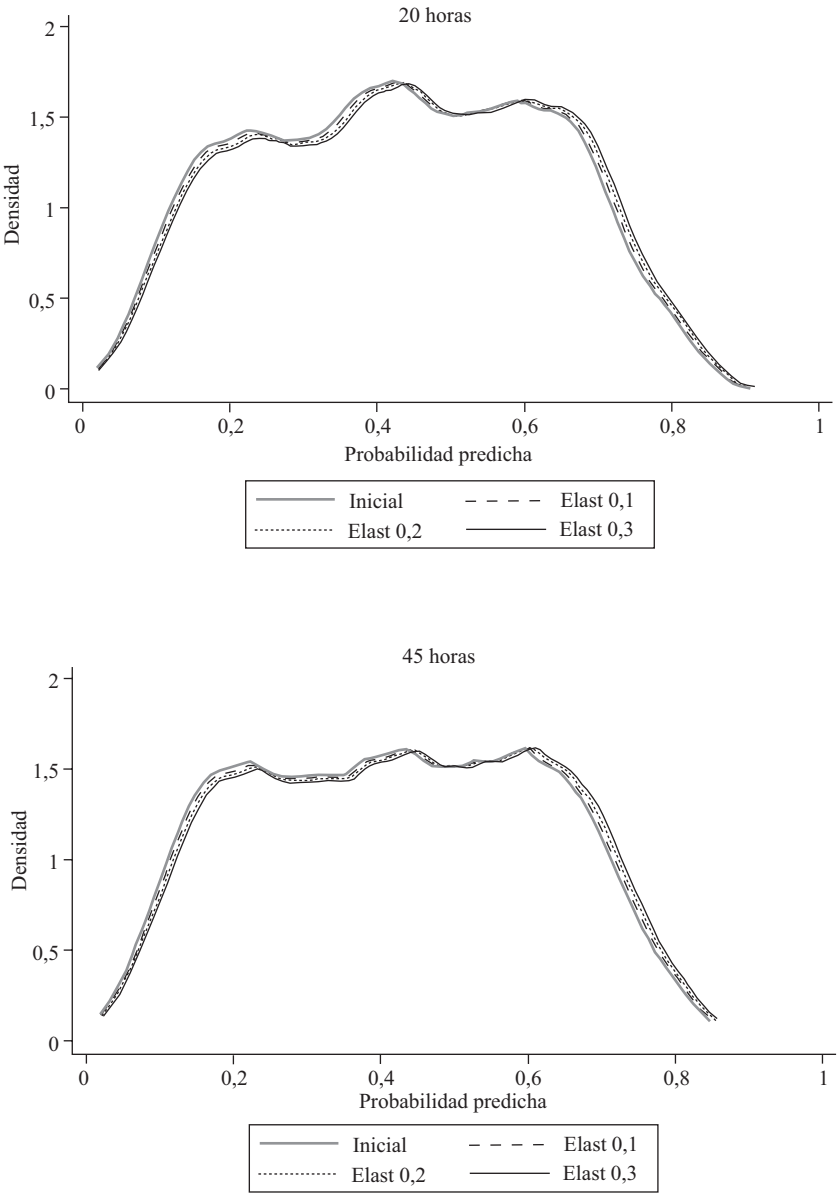 20 horas
2
1,5
1
0,5
0
Densidad
0 0,2 0,4 0,6 0,8 1
Probabilidad predicha
Inicial Elast 0,1
Elast 0,2 Elast 0,3
45 horas
2
1,5
1
0,5
0
Densidad
0 0,2 0,4 0,6 0,8 1
Probabilidad predicha
Inicial Elast 0,1
Elast 0,2 Elast 0,3